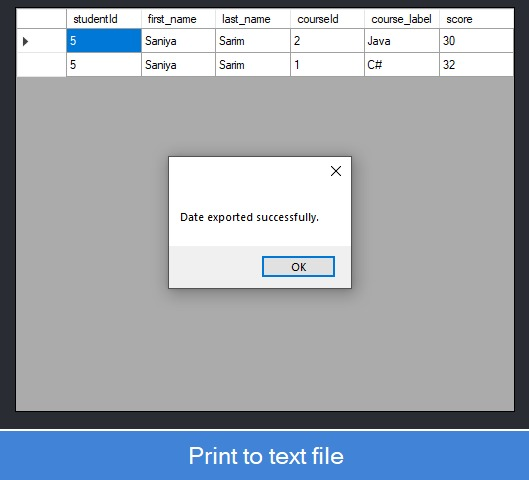 studentId first_name last_name courseId course_label score
5 Saniya Sarim 2 Java 30
5 Saniya Sarim 1 C# 32
Date exported successfully.
OK
Print to text file